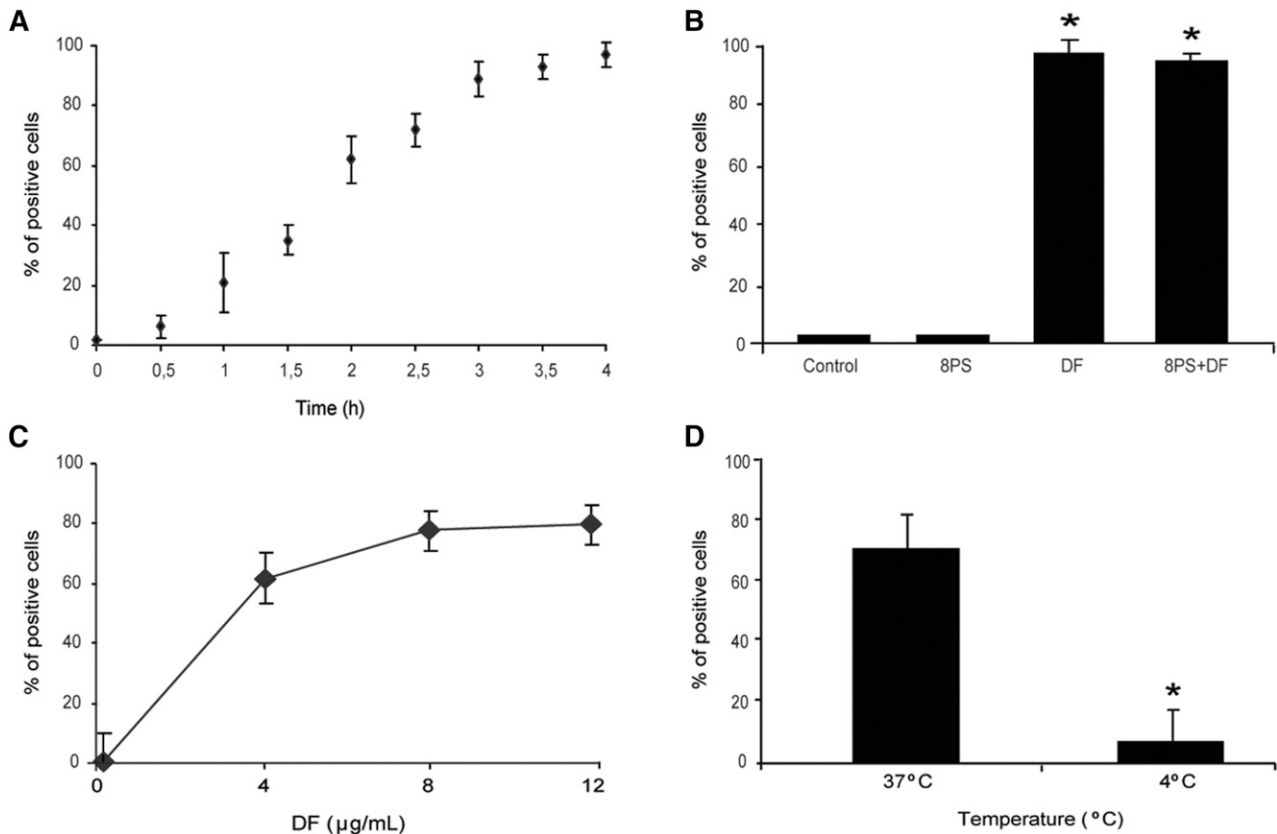 A
% of positive cells
100
80
60
40
20
0
0 0,5 1 1,5 2 2,5 3 3,5 4
Time (h)
B
% of positive cells
100
80
60
40
20
0
* *
Control 8PS DF 8PS+DF
C
% of positive cells
100
80
60
40
20
0
0 4 8 12
DF (µg/mL)
D
% of positive cells
100
80
60
40
20
0
*
37ºC 4ºC
Temperature (ºC)